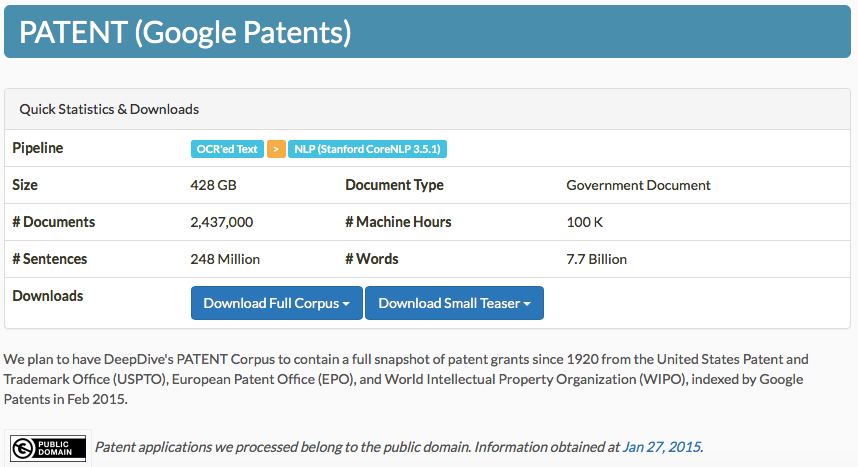 PATENT (Google Patents)
Quick Statistics & Downloads
Pipeline OCR'ed Text > NLP (Stanford CoreNLP 3.5.1)
Size 428 GB Document Type Government Document
# Documents 2,437,000 # Machine Hours 100 K
# Sentences 248 Million # Words 7.7 Billion
Downloads Download Full Corpus Download Small Teaser
We plan to have DeepDive's PATENT Corpus to contain a full snapshot of patent grants since 1920 from the United States Patent and
Trademark Office (USPTO), European Patent Office (EPO), and World Intellectual Property Organization (WIPO), indexed by Google
Patents in Feb 2015.
PUBLIC DOMAIN Patent applications we processed belong to the public domain. Information obtained at Jan 27, 2015.